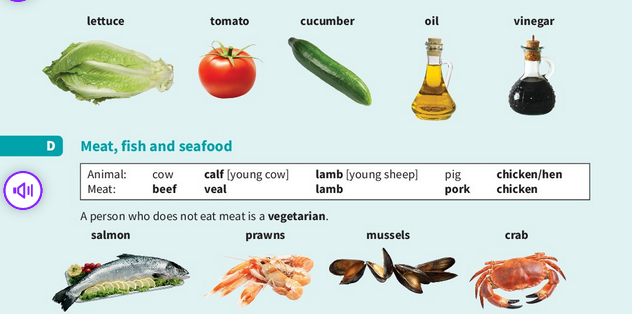 lettuce tomato cucumber oil vinegar
D Meat, fish and seafood
Animal: cow calf [young cow] lamb [young sheep] pig chicken/hen
Meat: beef veal lamb pork chicken
A person who does not eat meat is a vegetarian.
salmon prawns mussels crab